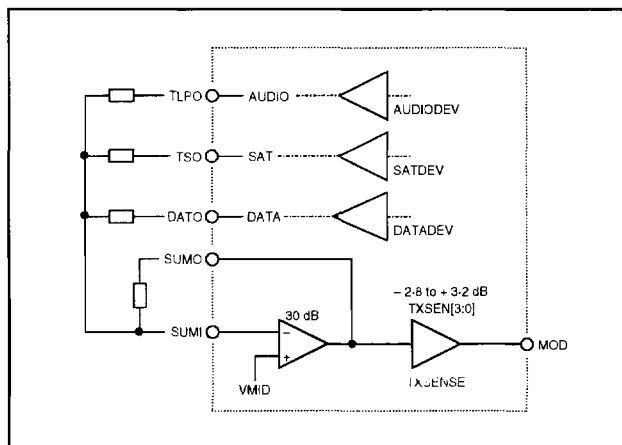 TLPO AUDIO AUDIODEV
TSO SAT SATDEV
DATO DATA DATADEV
SUMO
30 dB
– 2·8 to + 3·2 dB
TXSEN[3:0]
SUMI
–
+
VMID
TXSENSE
MOD